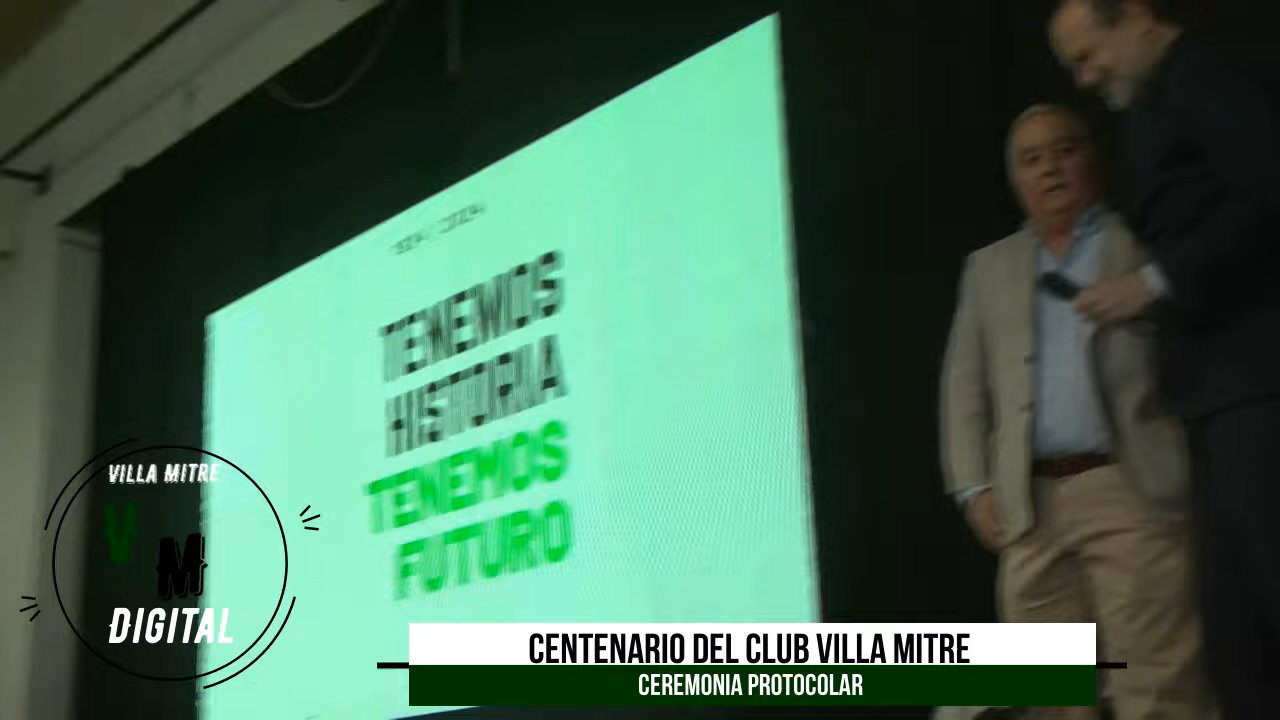 TENEMOS
HISTORIA
TENEMOS
FUTURO
VILLA MITRE
V
M
DIGITAL
CENTENARIO DEL CLUB VILLA MITRE
CEREMONIA PROTOCOLAR